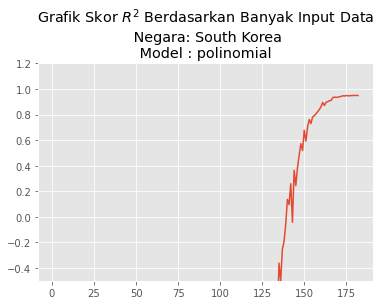 Grafik Skor R² Berdasarkan Banyak Input Data
Negara: South Korea
Model : polinomial
1.2
1.0
0.8
0.6
0.4
0.2
0.0
−0.2
−0.4
0 25 50 75 100 125 150 175